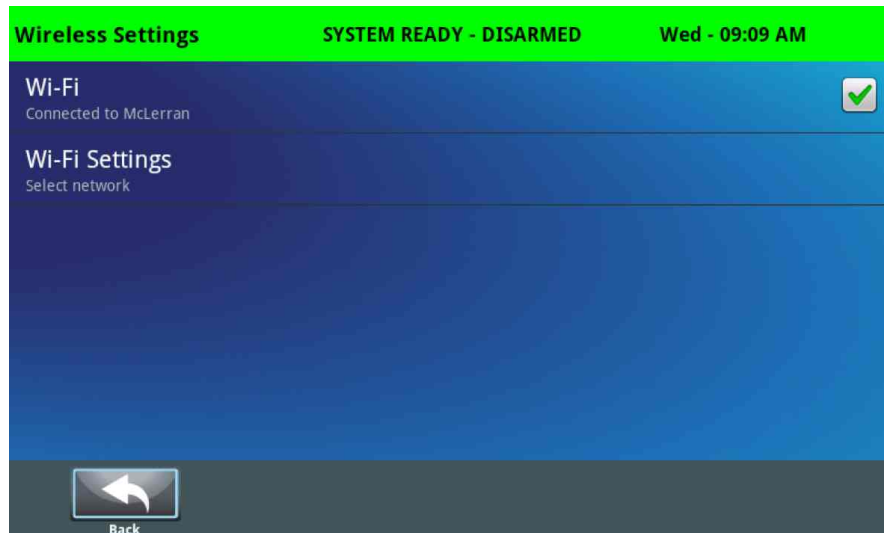 Wireless Settings SYSTEM READY - DISARMED Wed - 09:09 AM
Wi-Fi
Connected to McLerran
Wi-Fi Settings
Select network
Back